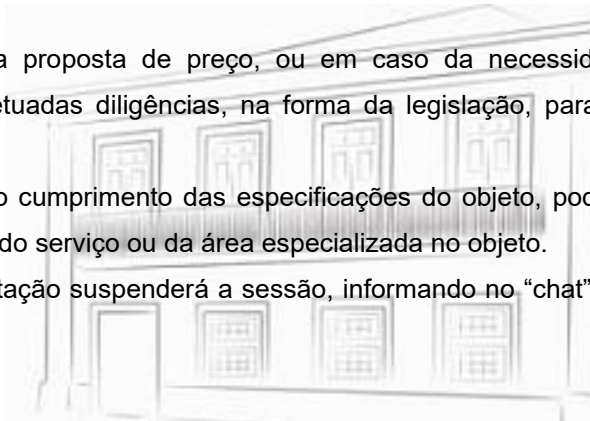 a proposta de preço, ou em caso da necessid
etuadas diligências, na forma da legislação, para
o cumprimento das especificações do objeto, poc
do serviço ou da área especializada no objeto.
tação suspenderá a sessão, informando no “chat”